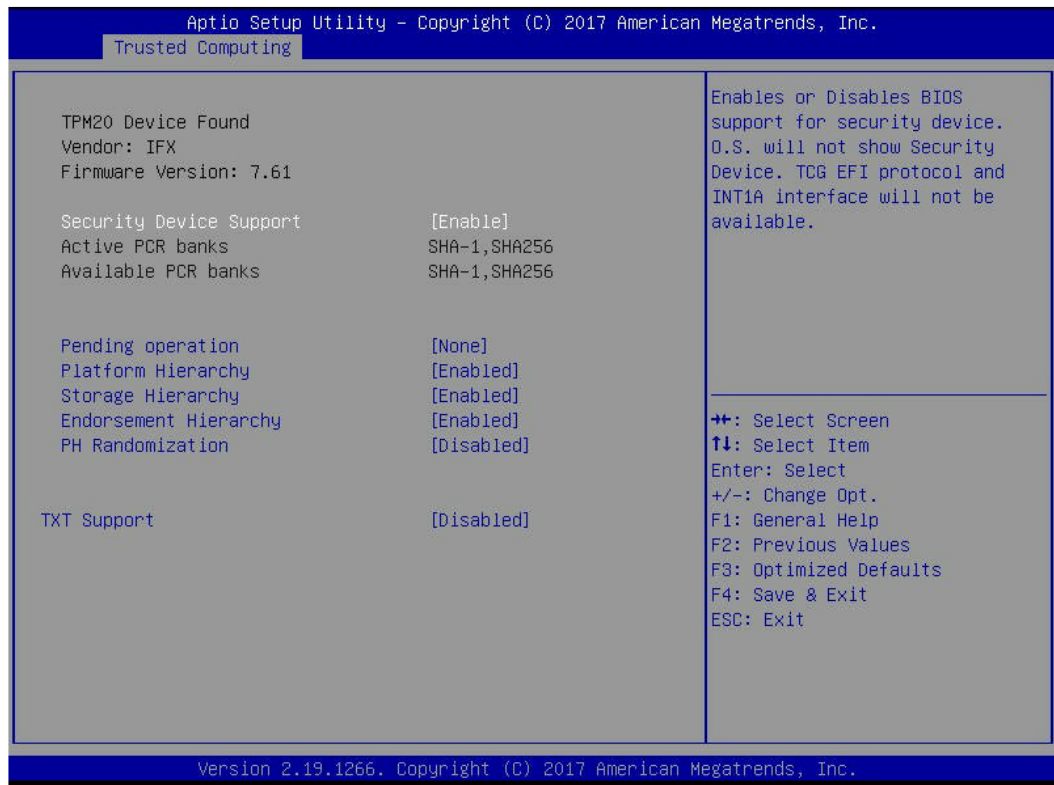 Aptio Setup Utility – Copyright (C) 2017 American Megatrends, Inc.
Trusted Computing
TPM20 Device Found
Vendor: IFX
Firmware Version: 7.61
Security Device Support [Enable]
Active PCR banks SHA-1,SHA256
Available PCR banks SHA-1,SHA256
Pending operation [None]
Platform Hierarchy [Enabled]
Storage Hierarchy [Enabled]
Endorsement Hierarchy [Enabled]
PH Randomization [Disabled]
TXT Support [Disabled]
Enables or Disables BIOS
support for security device.
O.S. will not show Security
Device. TCG EFI protocol and
INT1A interface will not be
available.
→←: Select Screen
↑↓: Select Item
Enter: Select
+/-: Change Opt.
F1: General Help
F2: Previous Values
F3: Optimized Defaults
F4: Save & Exit
ESC: Exit
Version 2.19.1266. Copyright (C) 2017 American Megatrends, Inc.